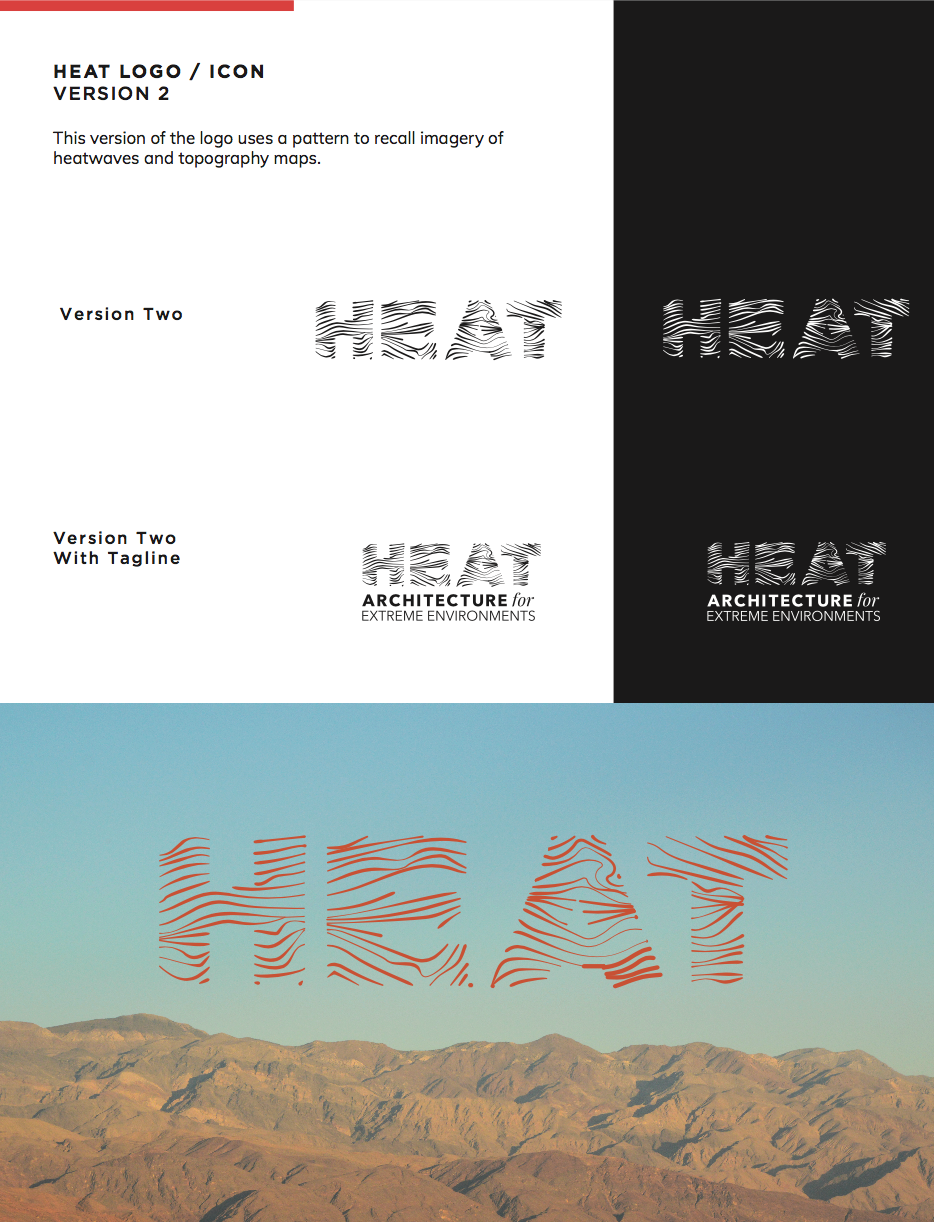 HEAT LOGO / ICON
VERSION 2
This version of the logo uses a pattern to recall imagery of
heatwaves and topography maps.
Version Two
HEAT
HEAT
Version Two
With Tagline
HEAT
ARCHITECTURE for
EXTREME ENVIRONMENTS
HEAT
ARCHITECTURE for
EXTREME ENVIRONMENTS
HEAT